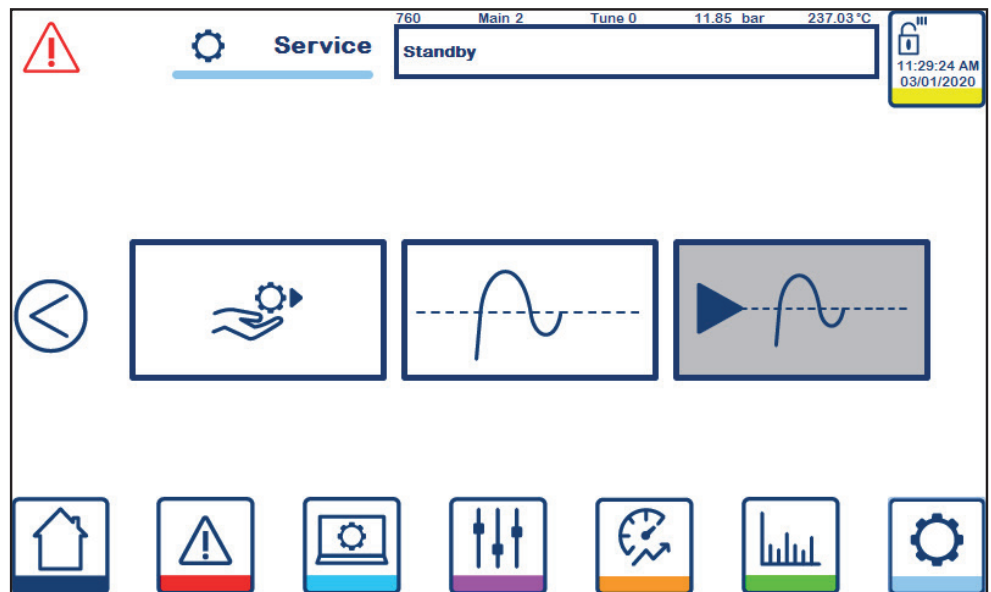 Service
760 Main 2 Tune 0 11.85 bar 237.03 °C
Standby
11:29:24 AM
03/01/2020